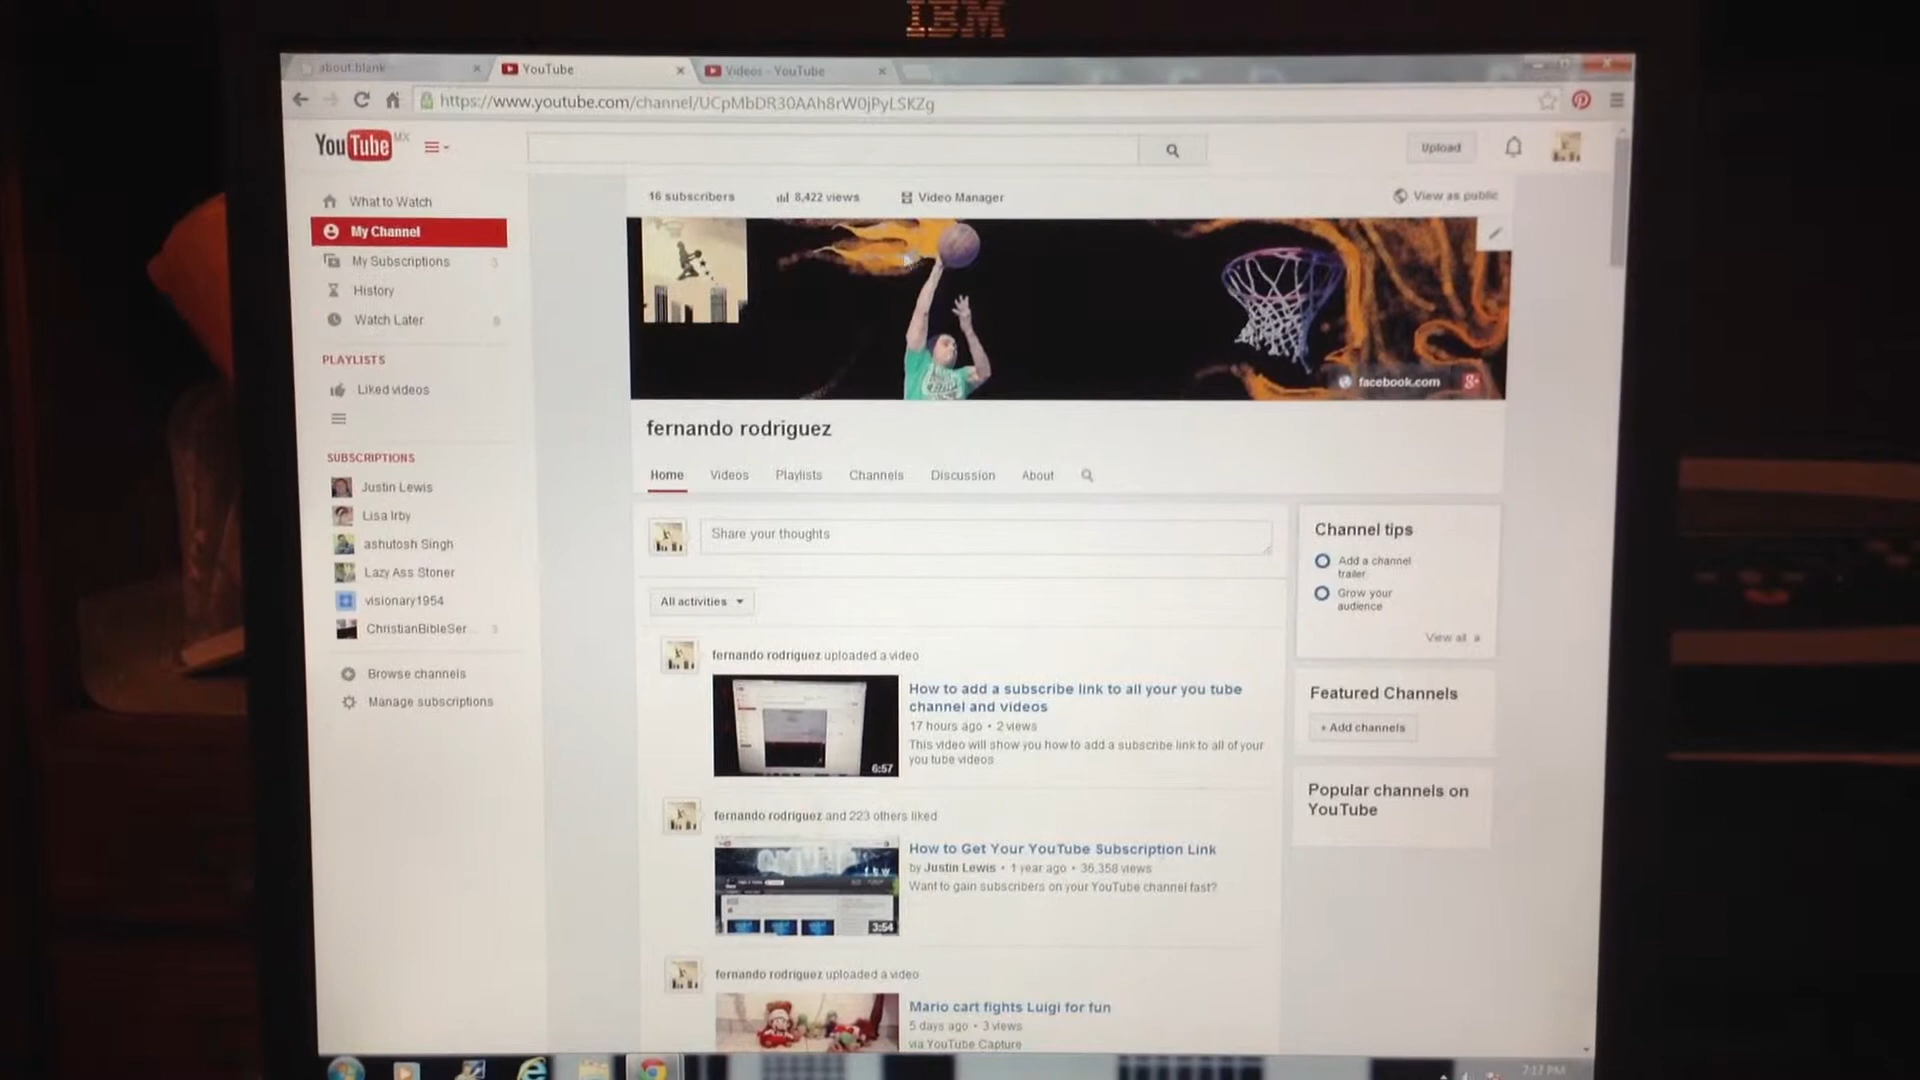 IBM
about:blank
YouTube
Videos - YouTube
https://www.youtube.com/channel/UCpMbDR30AAh8rW0jPyLSKZg
YouTube MX
Upload
What to Watch
My Channel
My Subscriptions 3
History
Watch Later
PLAYLISTS
Liked videos
SUBSCRIPTIONS
Justin Lewis
Lisa Irby
ashutosh Singh
Lazy Ass Stoner
visionary1954
ChristianBibleSer... 3
Browse channels
Manage subscriptions
16 subscribers 8,422 views Video Manager View as public
facebook.com
fernando rodriguez
Home Videos Playlists Channels Discussion About
Share your thoughts
All activities
fernando rodriguez uploaded a video
How to add a subscribe link to all your you tube
channel and videos
17 hours ago • 2 views
This video will show you how to add a subscribe link to all of your
you tube videos
6:57
fernando rodriguez and 223 others liked
How to Get Your YouTube Subscription Link
by Justin Lewis • 1 year ago • 36,358 views
Want to gain subscribers on your YouTube channel fast?
3:54
fernando rodriguez uploaded a video
Mario cart fights Luigi for fun
5 days ago • 3 views
via YouTube Capture
Channel tips
Add a channel
trailer
Grow your
audience
View all
Featured Channels
+ Add channels
Popular channels on
YouTube
7:17 PM